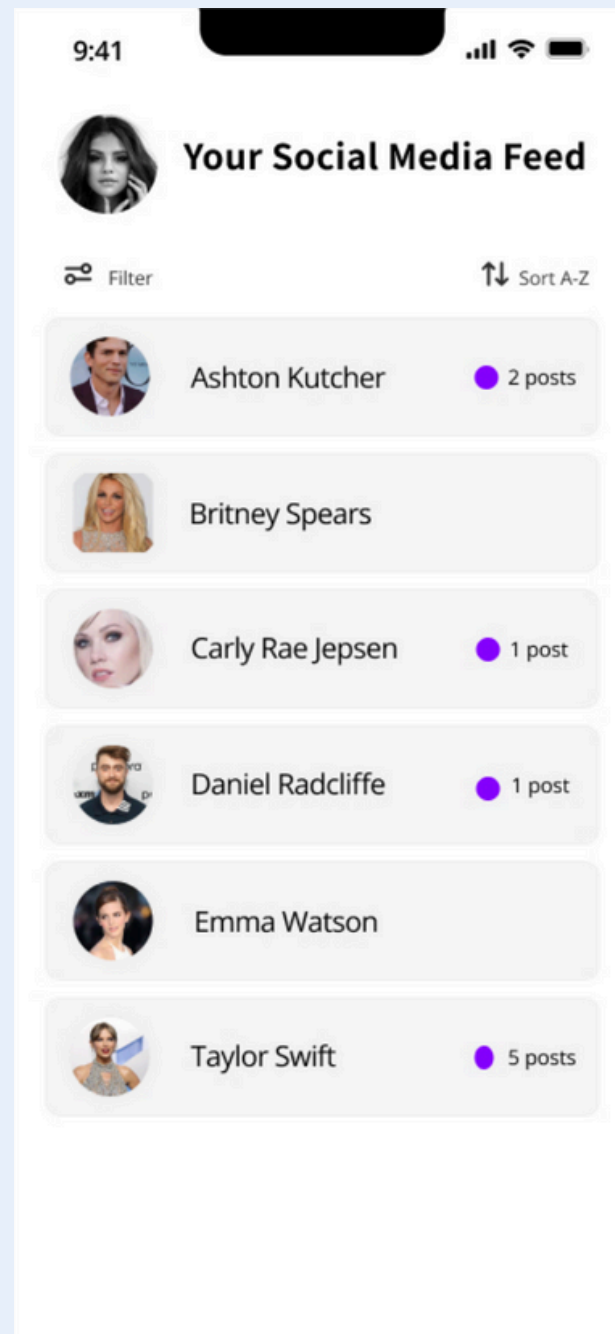 9:41
Your Social Media Feed
Filter
Sort A-Z
Ashton Kutcher
2 posts
Britney Spears
Carly Rae Jepsen
1 post
Daniel Radcliffe
1 post
Emma Watson
Taylor Swift
5 posts